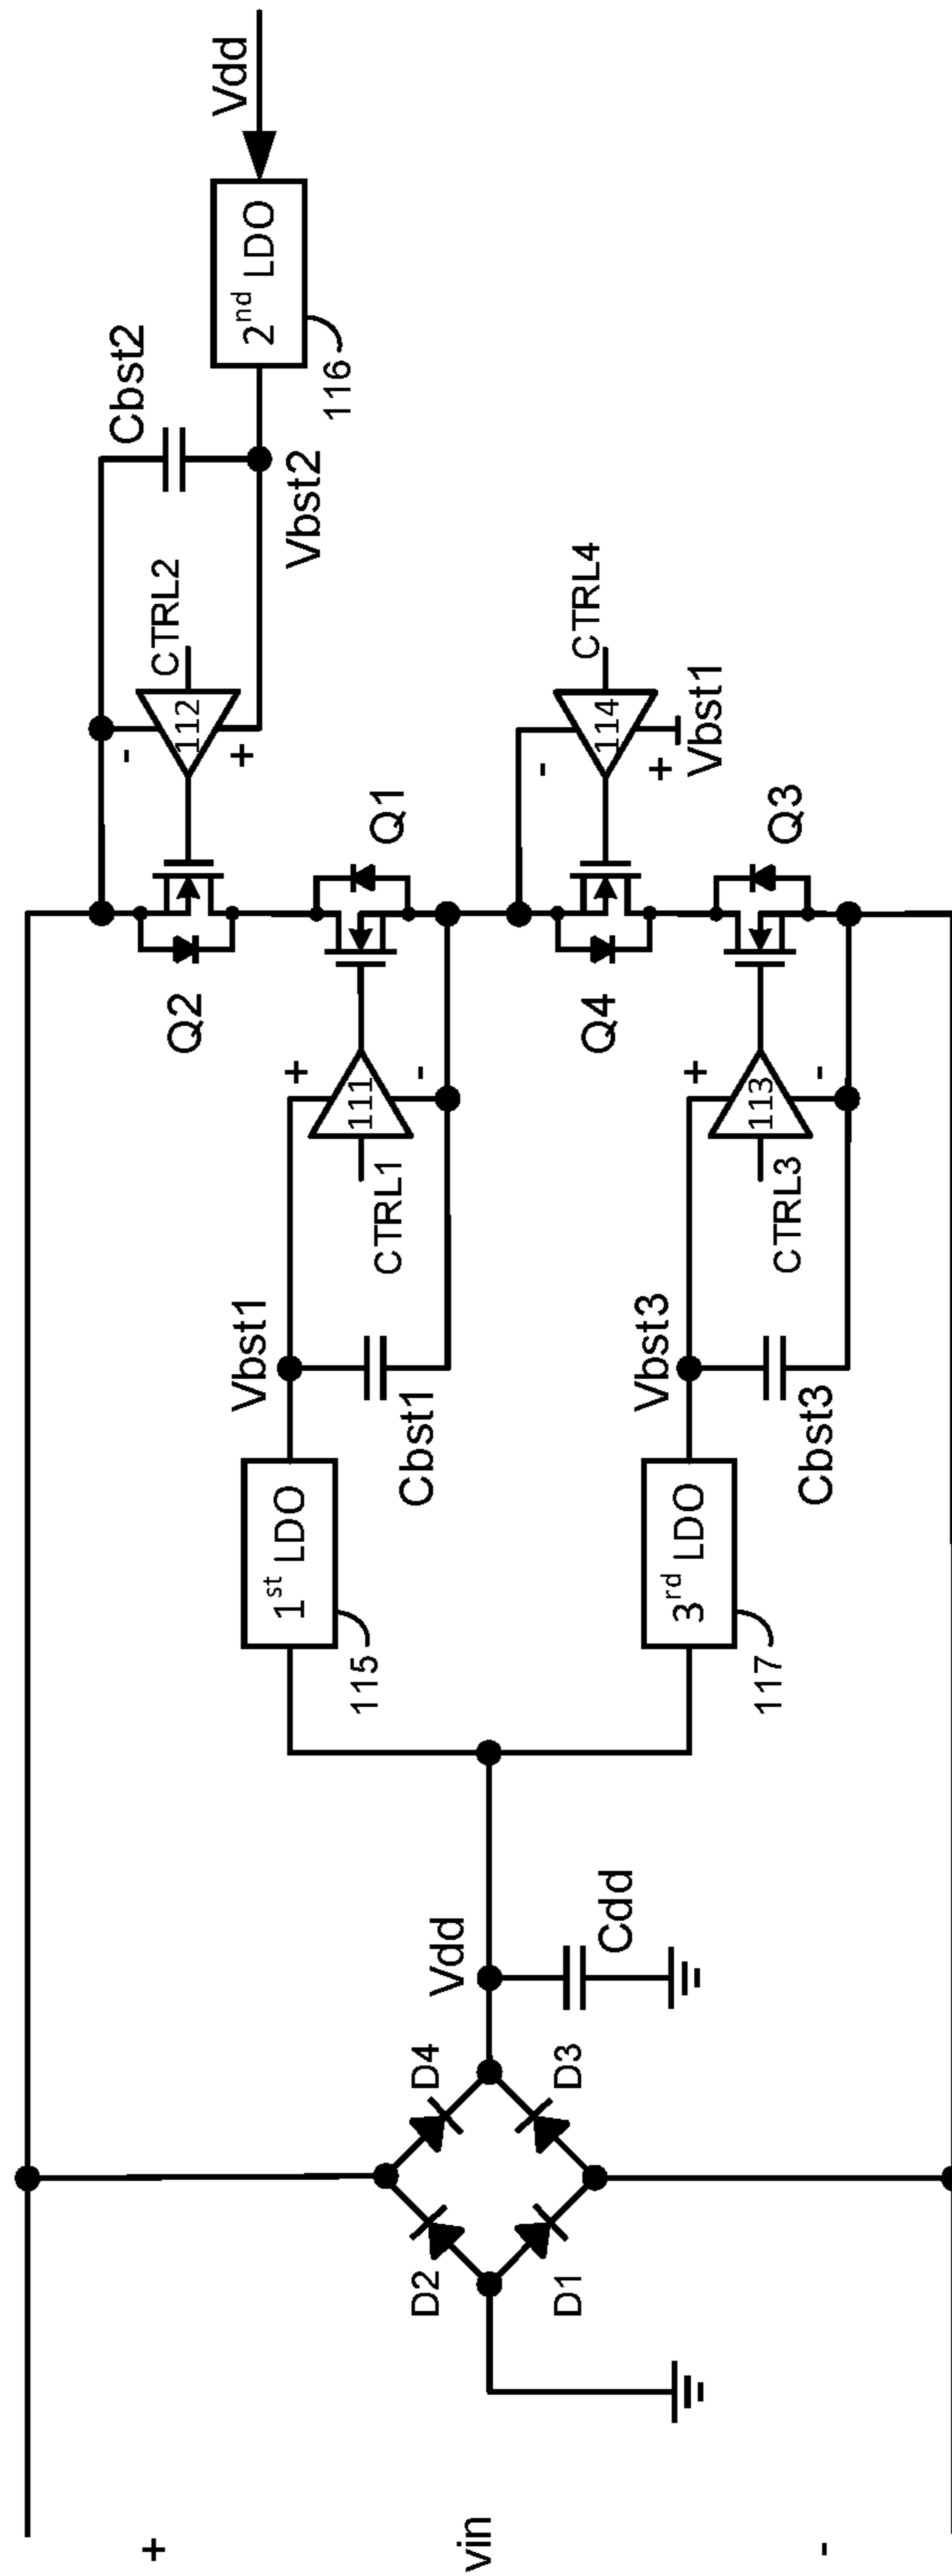 +
vin
-
D2
D4
D1
D3
Vdd
Cdd
1st LDO
115
Vbst1
Cbst1
CTRL1
111
+
-
3rd LDO
117
Vbst3
Cbst3
CTRL3
113
+
-
Q2
Q1
Q4
Q3
112
CTRL2
-
+
Cbst2
Vbst2
2nd LDO
116
Vdd
114
CTRL4
-
+
Vbst1